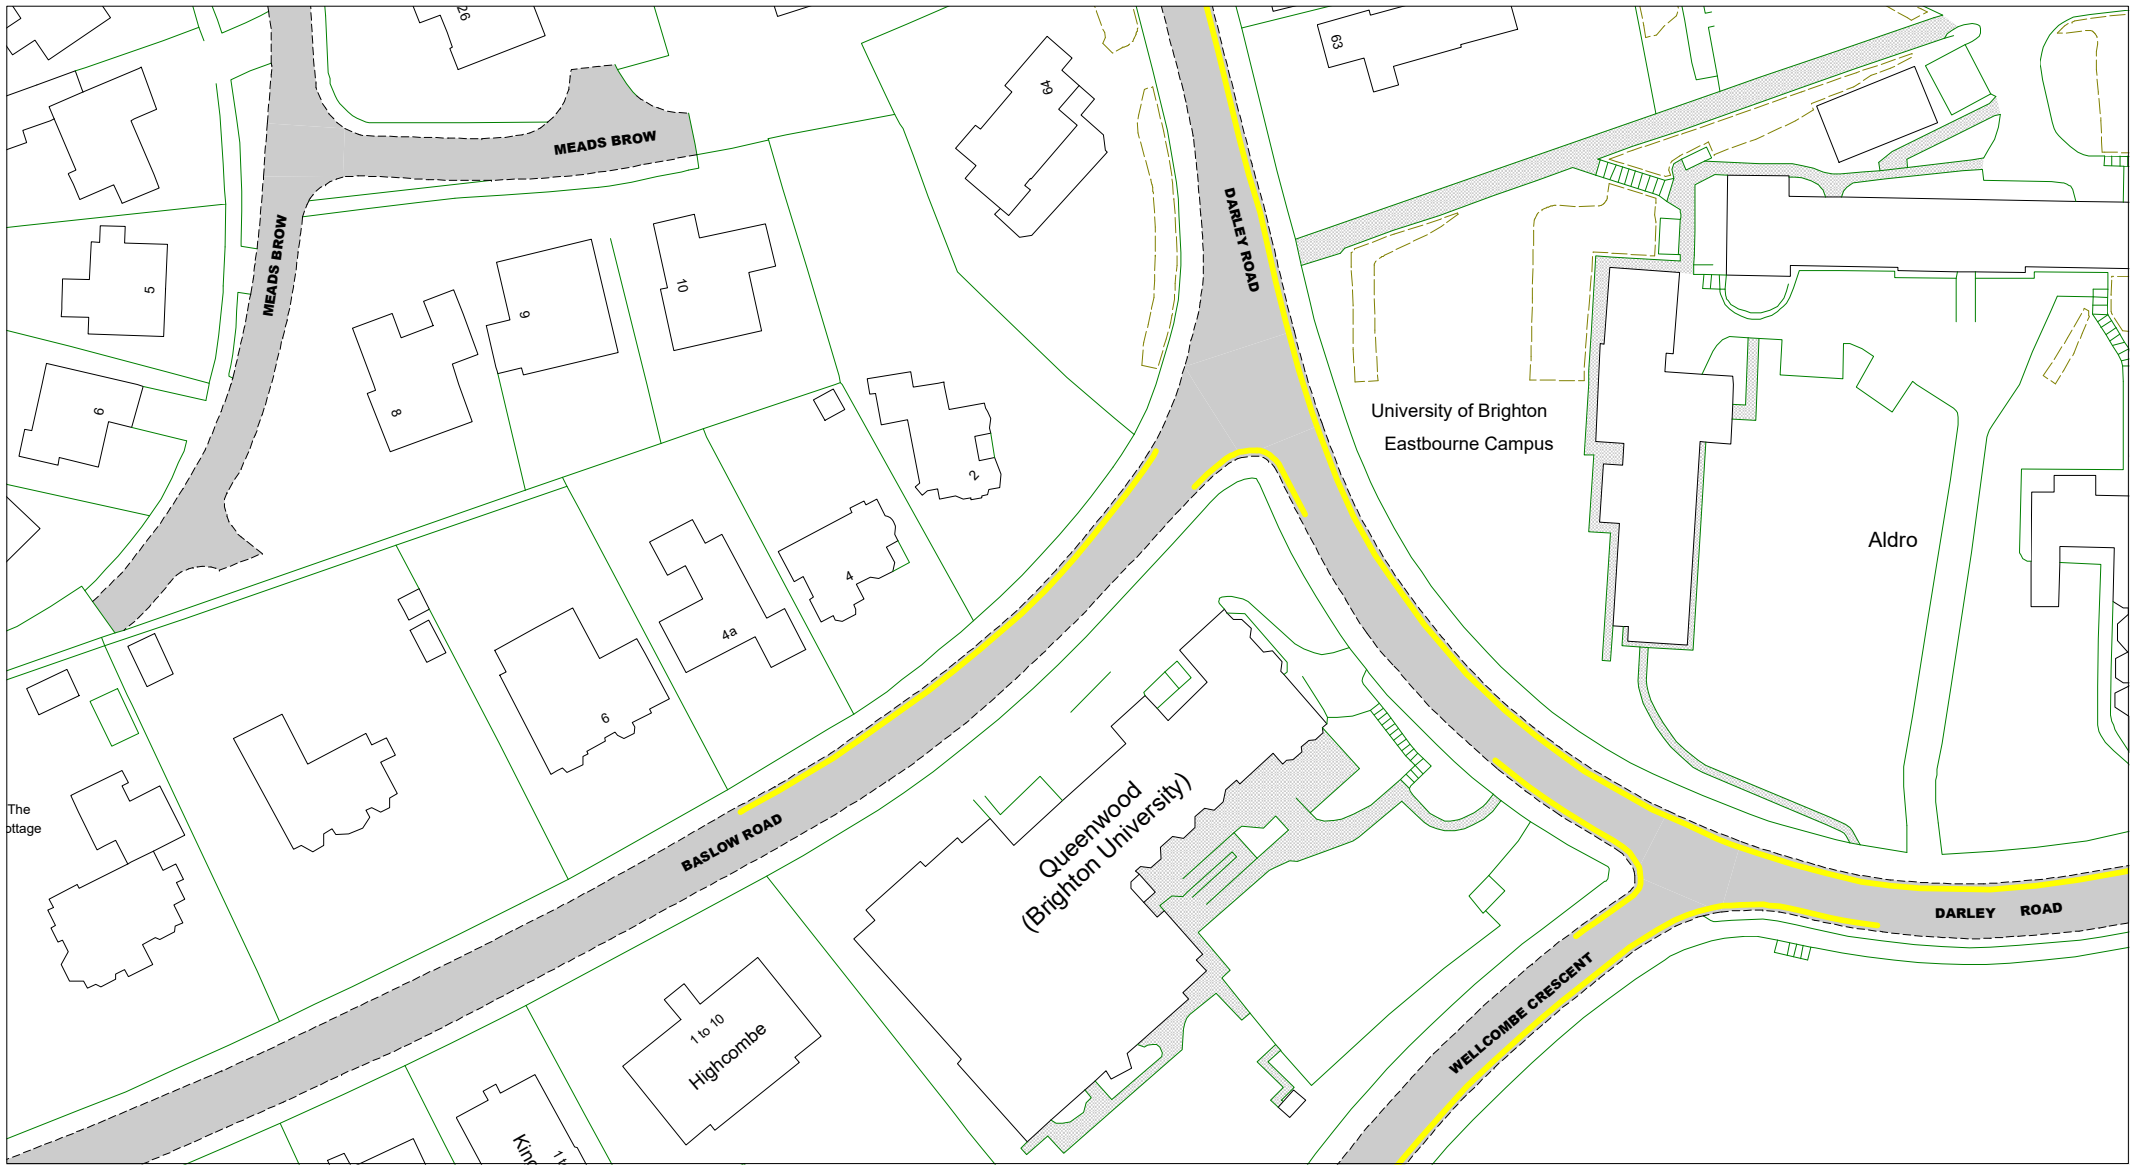 26
63
64
MEADS BROW
DARLEY ROAD
MEADS BROW
5
10
9
8
6
University of Brighton
Eastbourne Campus
2
Aldro
4
4a
6
The
ottage
BASLOW ROAD
Queenwood
(Brighton University)
DARLEY ROAD
WELLCOMBE CRESCENT
1 to 10
Highcombe